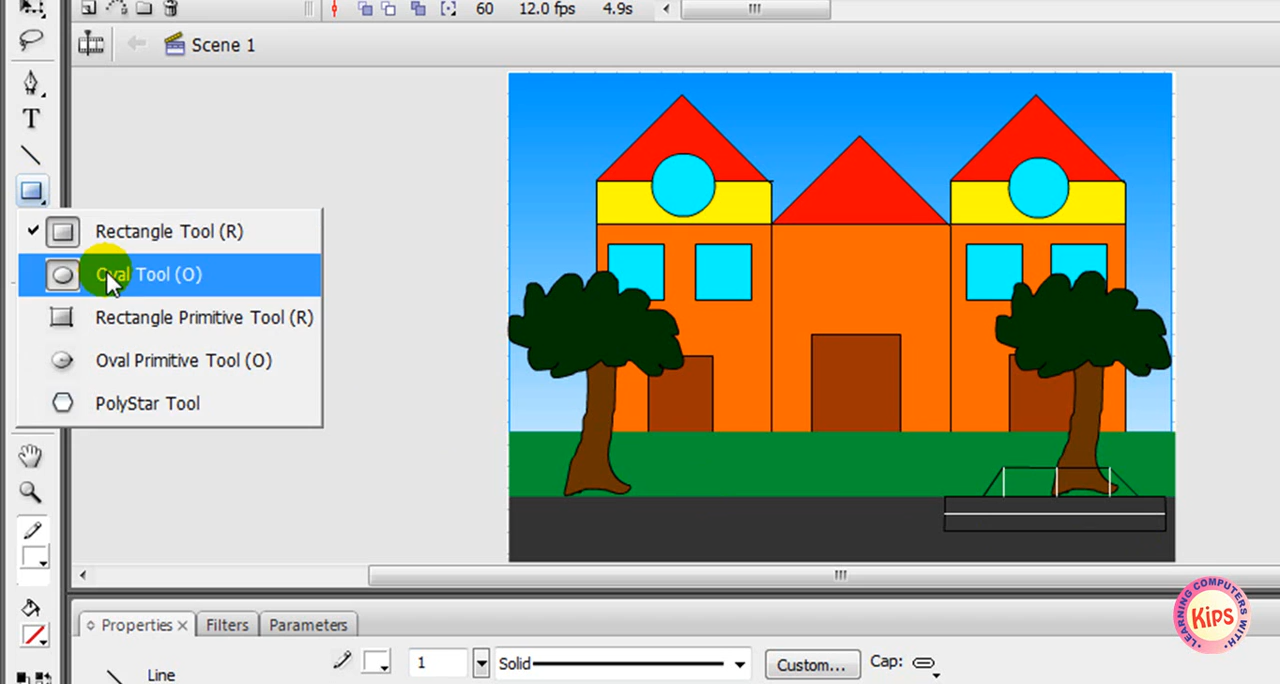 60 12.0 fps 4.9s
Scene 1
T
Rectangle Tool (R)
Oval Tool (O)
Rectangle Primitive Tool (R)
Oval Primitive Tool (O)
PolyStar Tool
LEARNING COMPUTERS WITH
Kips
Properties × Filters Parameters
Line
1 Solid Custom... Cap: